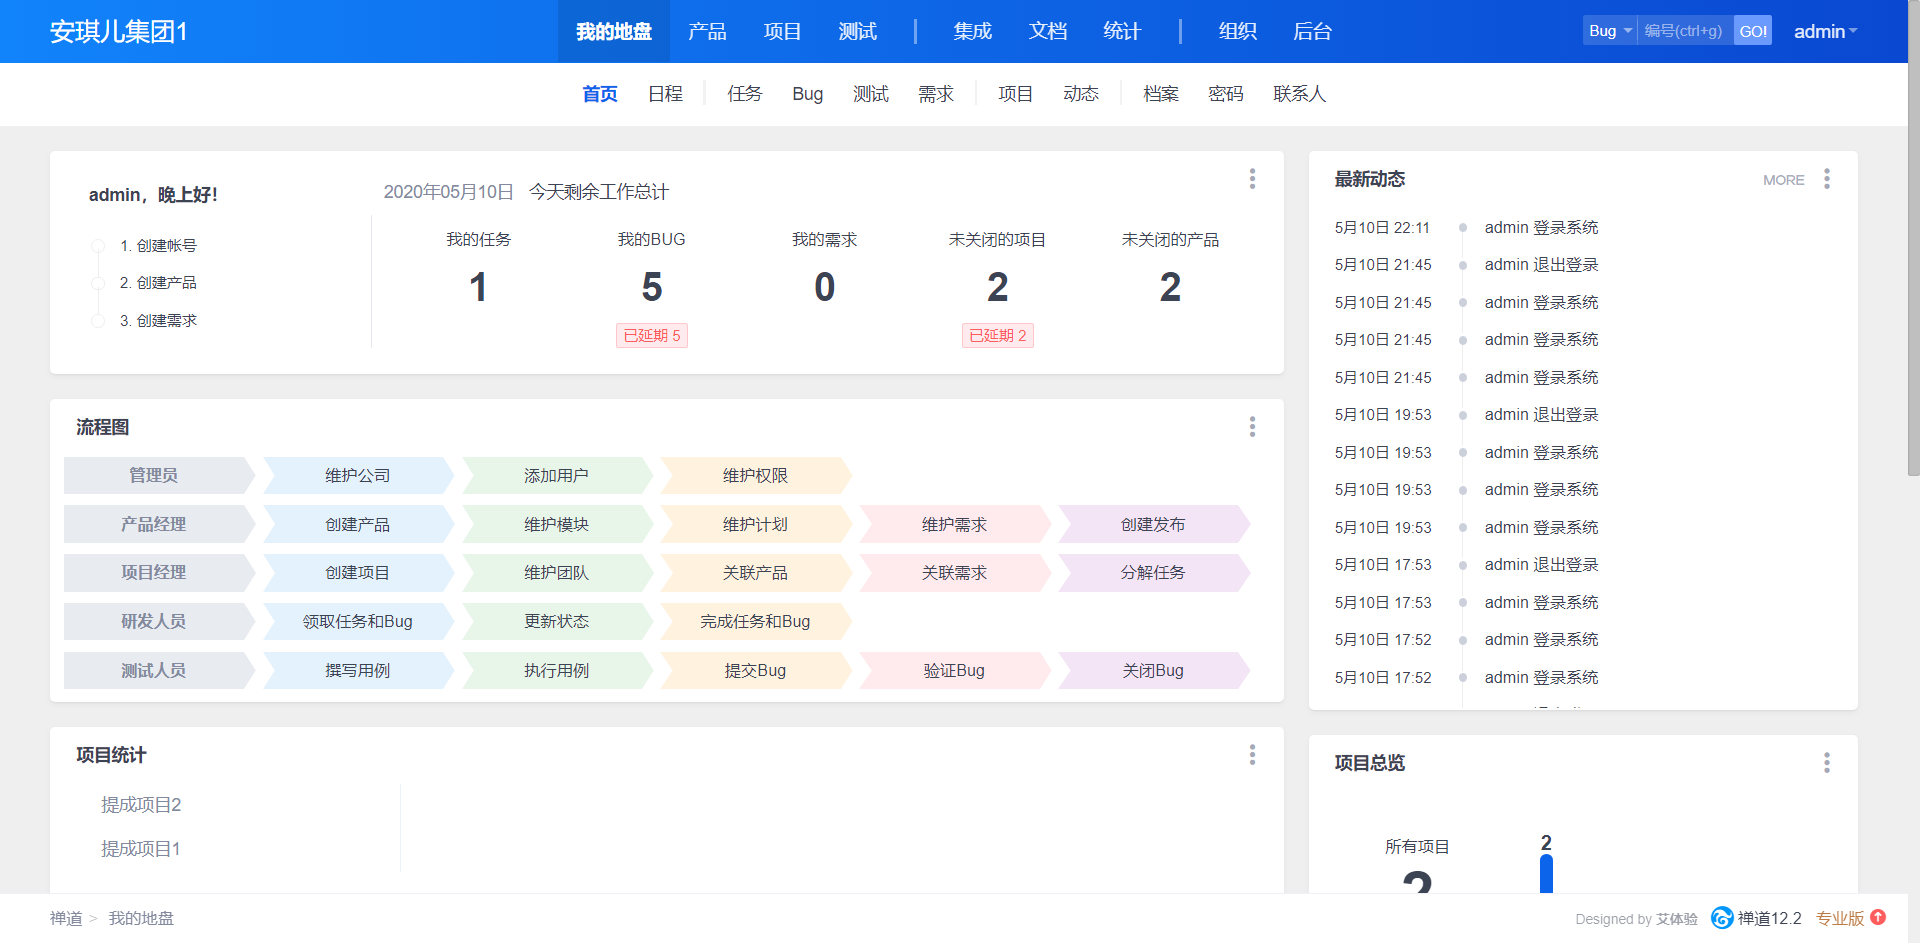 安琪儿集团1
我的地盘 产品 项目 测试 集成 文档 统计 组织 后台
Bug 编号(ctrl+g) GO! admin
首页 日程 任务 Bug 测试 需求 项目 动态 档案 密码 联系人
admin，晚上好！
1. 创建帐号
2. 创建产品
3. 创建需求
2020年05月10日 今天剩余工作总计
我的任务 我的BUG 我的需求 未关闭的项目 未关闭的产品
1 5 0 2 2
已延期 5 已延期 2
流程图
管理员 维护公司 添加用户 维护权限
产品经理 创建产品 维护模块 维护计划 维护需求 创建发布
项目经理 创建项目 维护团队 关联产品 关联需求 分解任务
研发人员 领取任务和Bug 更新状态 完成任务和Bug
测试人员 撰写用例 执行用例 提交Bug 验证Bug 关闭Bug
项目统计
提成项目2
提成项目1
最新动态 MORE
5月10日 22:11 admin 登录系统
5月10日 21:45 admin 退出登录
5月10日 21:45 admin 登录系统
5月10日 21:45 admin 登录系统
5月10日 21:45 admin 登录系统
5月10日 19:53 admin 退出登录
5月10日 19:53 admin 登录系统
5月10日 19:53 admin 登录系统
5月10日 19:53 admin 登录系统
5月10日 17:53 admin 退出登录
5月10日 17:53 admin 登录系统
5月10日 17:52 admin 登录系统
5月10日 17:52 admin 登录系统
项目总览
所有项目 2
2
禅道 > 我的地盘
Designed by 艾体验 禅道12.2 专业版